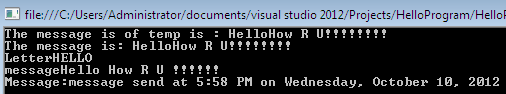 file:///C:/Users/Administrator/documents/visual studio 2012/Projects/HelloProgram/HelloP
The message is of temp is : HelloHow R U!!!!!!!!
The message is: HelloHow R U!!!!!!!!
LetterHELLO
messageHello How R U !!!!!!
Message:message send at 5:58 PM on Wednesday, October 10, 2012